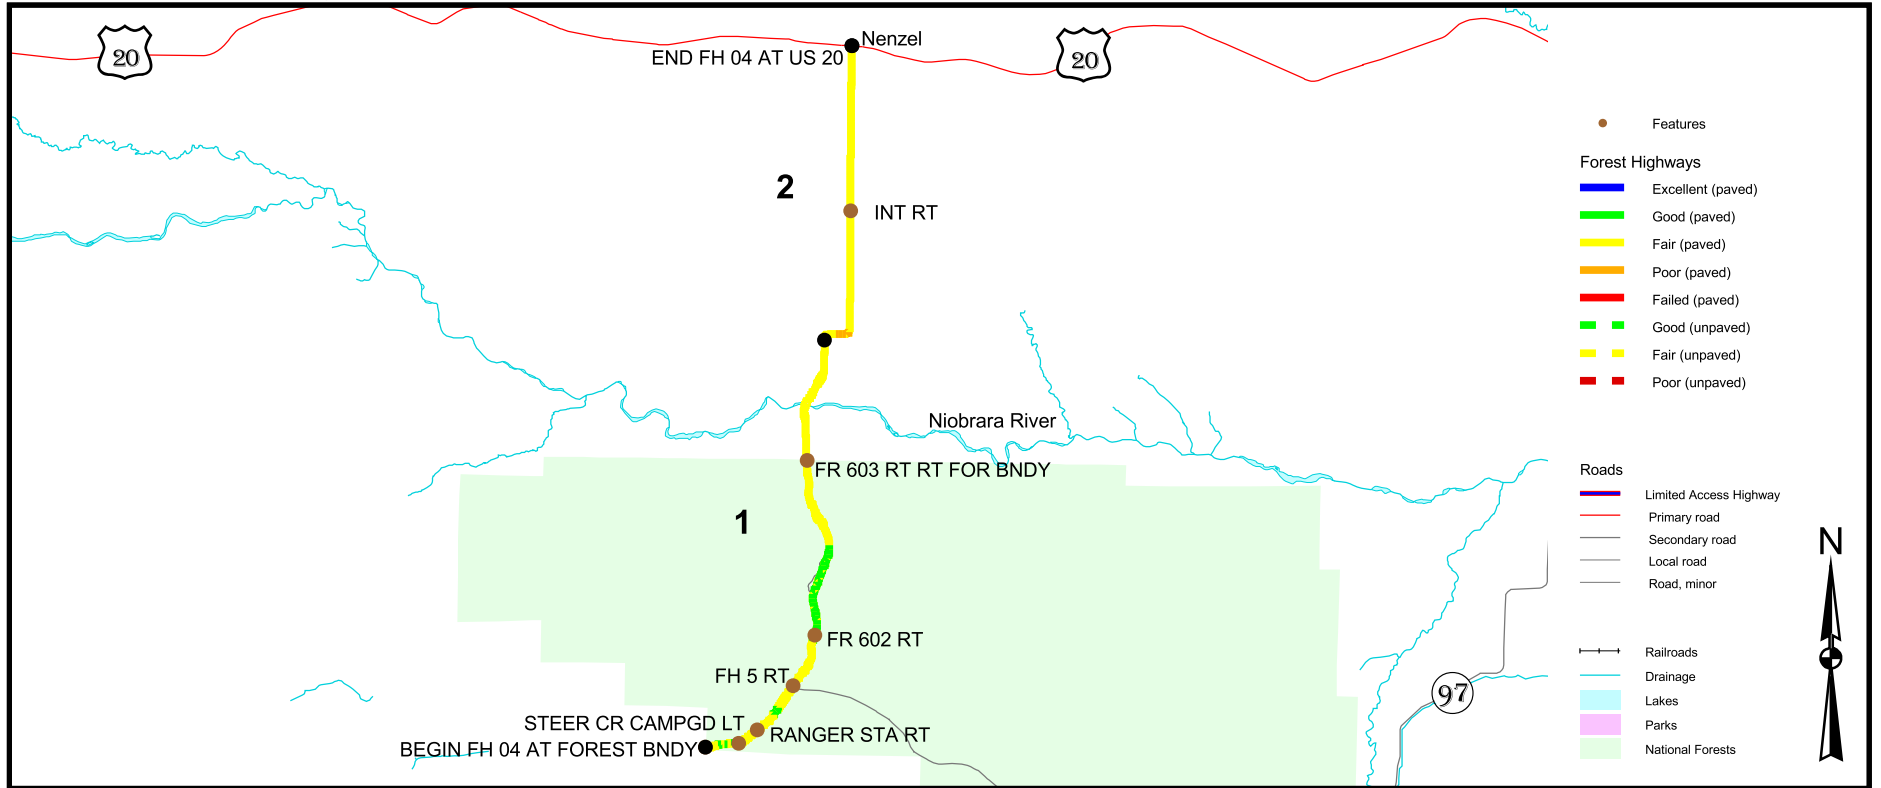 Nenzel
END FH 04 AT US 20
20
20
2
INT RT
Niobrara River
FR 603 RT RT FOR BNDY
1
FR 602 RT
FH 5 RT
STEER CR CAMPGD LT
RANGER STA RT
BEGIN FH 04 AT FOREST BNDY
97
Features
Forest Highways
Excellent (paved)
Good (paved)
Fair (paved)
Poor (paved)
Failed (paved)
Good (unpaved)
Fair (unpaved)
Poor (unpaved)
Roads
Limited Access Highway
Primary road
Secondary road
Local road
Road, minor
Railroads
Drainage
Lakes
Parks
National Forests
N